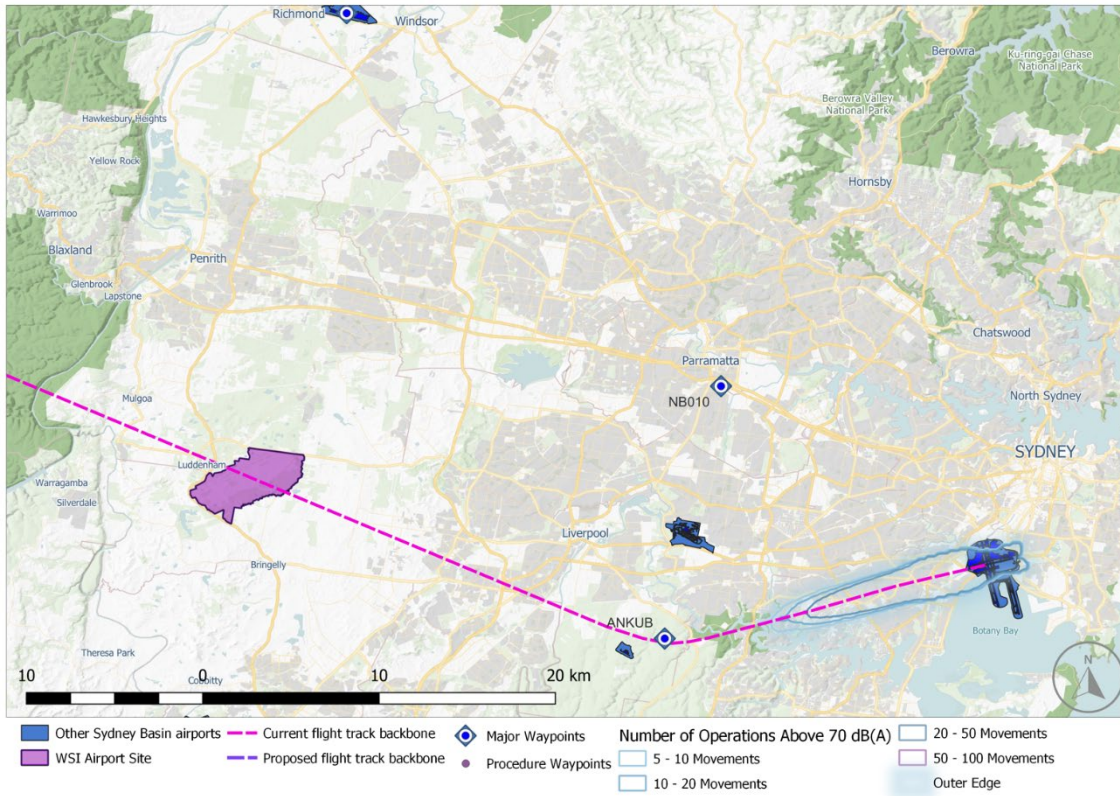 Richmond
Windsor
Berowra
Ku-ring-gai Chase
National Park
Berowra Valley
National Park
Hawkesbury Heights
Yellow Rock
Hornsby
Warrimoo
Blaxland
Penrith
Glenbrook
Lapstone
Chatswood
Parramatta
NB010
North Sydney
Mulgoa
SYDNEY
Luddenham
Warragamba
Silverdale
Liverpool
Bringelly
ANKUB
Botany Bay
Theresa Park
Cobbitty
N
10 0 10 20 km
Other Sydney Basin airports
WSI Airport Site
Current flight track backbone
Proposed flight track backbone
Major Waypoints
Procedure Waypoints
Number of Operations Above 70 dB(A)
5 - 10 Movements
10 - 20 Movements
20 - 50 Movements
50 - 100 Movements
Outer Edge